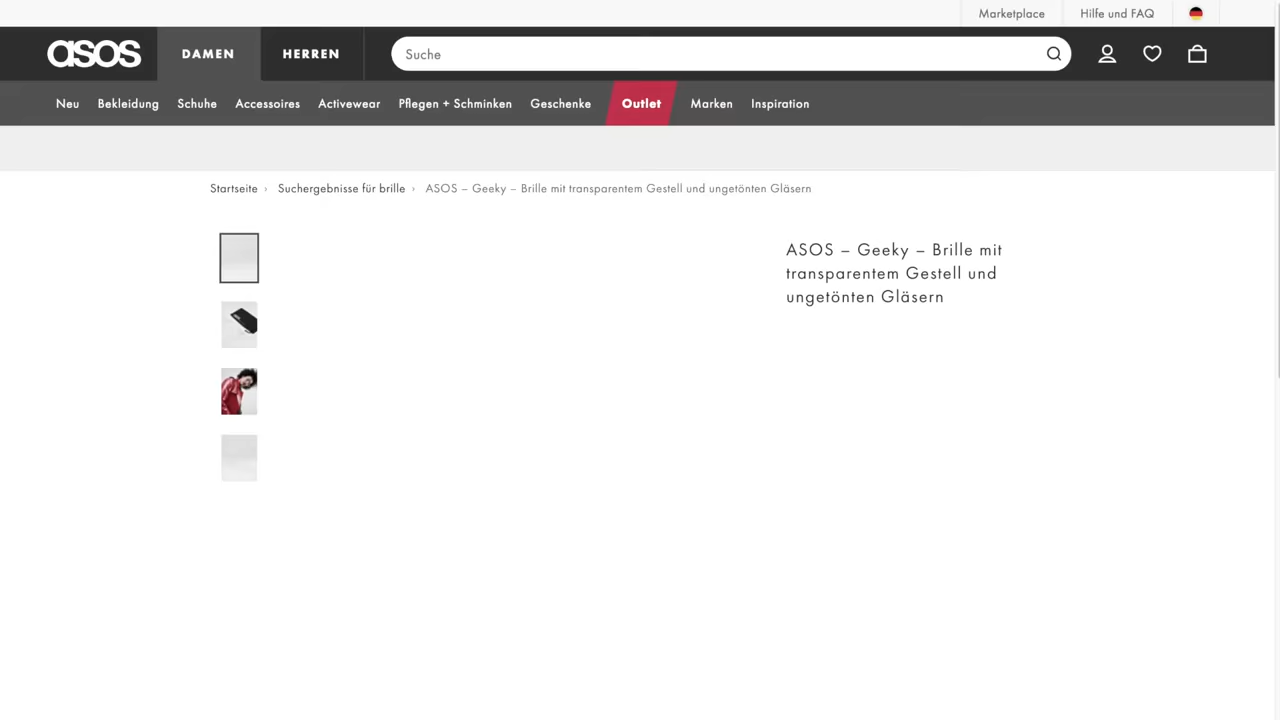 Marketplace
Hilfe und FAQ
asos
DAMEN
HERREN
Suche
Neu
Bekleidung
Schuhe
Accessoires
Activewear
Pflegen + Schminken
Geschenke
Outlet
Marken
Inspiration
Startseite › Suchergebnisse für brille › ASOS – Geeky – Brille mit transparentem Gestell und ungetönten Gläsern
ASOS – Geeky – Brille mit
transparentem Gestell und
ungetönten Gläsern